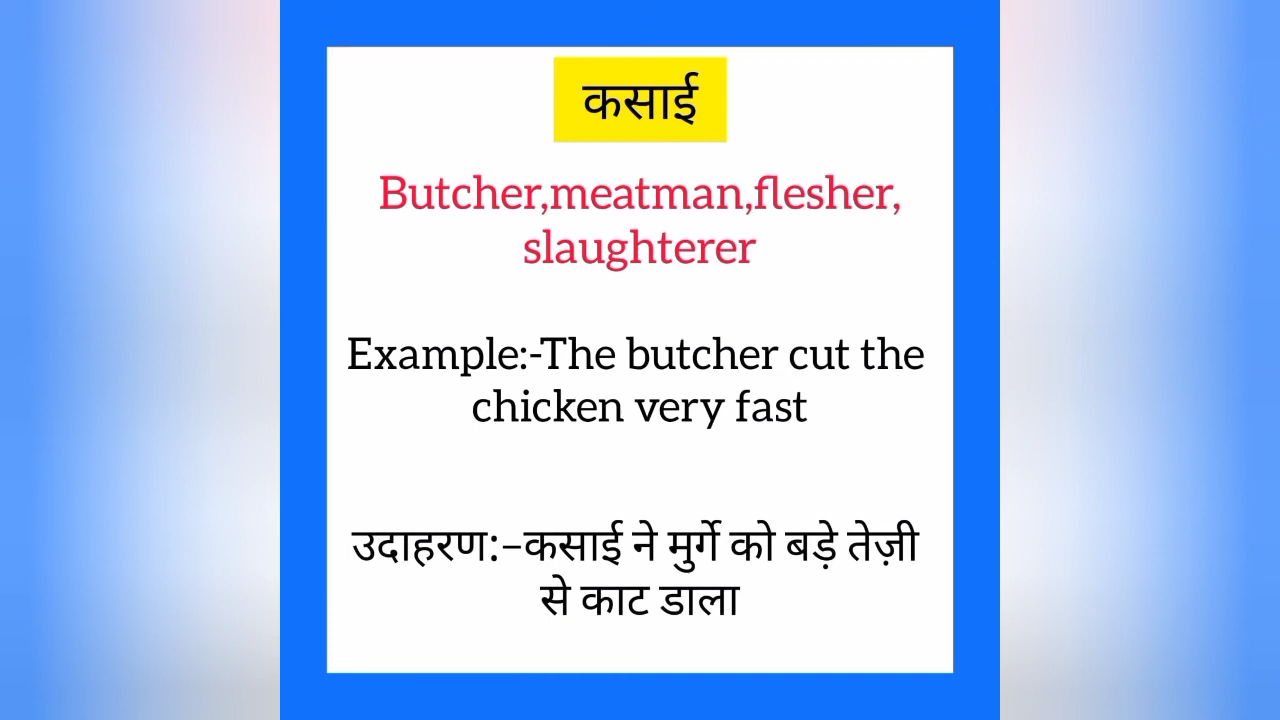 कसाई
Butcher,meatman,flesher,
slaughterer
Example:-The butcher cut the
chicken very fast
उदाहरण:–कसाई ने मुर्गे को बड़े तेज़ी
से काट डाला